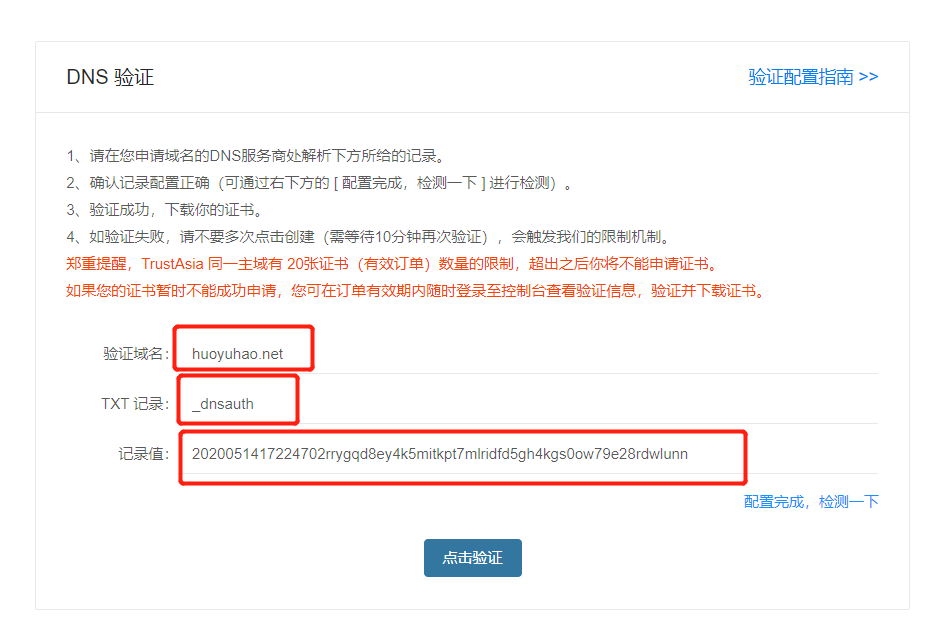 DNS 验证
验证配置指南 >>
1、请在您申请域名的DNS服务商处解析下方所给的记录。
2、确认记录配置正确（可通过右下方的 [ 配置完成，检测一下 ] 进行检测）。
3、验证成功，下载你的证书。
4、如验证失败，请不要多次点击创建（需等待10分钟再次验证），会触发我们的限制机制。
郑重提醒，TrustAsia 同一主域有 20张证书（有效订单）数量的限制，超出之后你将不能申请证书。
如果您的证书暂时不能成功申请，您可在订单有效期内随时登录至控制台查看验证信息，验证并下载证书。
验证域名： huoyuhao.net
TXT 记录： _dnsauth
记录值： 2020051417224702rrygqd8ey4k5mitkpt7mlridfd5gh4kgs0ow79e28rdwlunn
配置完成，检测一下
点击验证